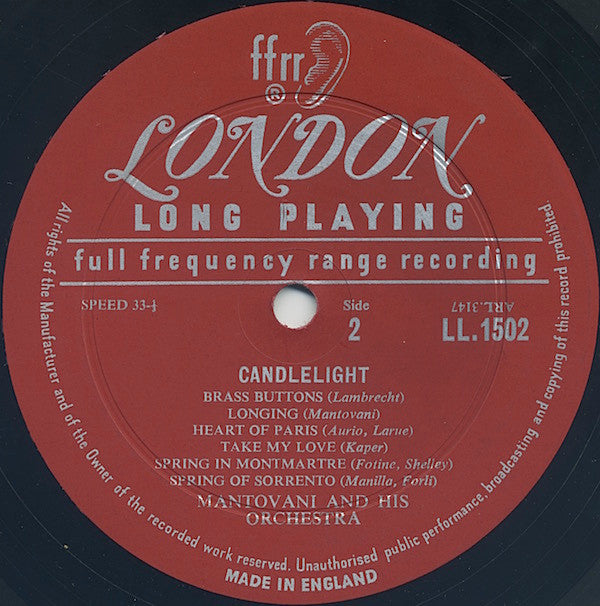 ffrr
®
LONDON
LONG PLAYING
full frequency range recording
SPEED 33-⅓
Side
2
ARL.3147
LL.1502
CANDLELIGHT
BRASS BUTTONS (Lambrecht)
LONGING (Mantovani)
HEART OF PARIS (Aurio, Larue)
TAKE MY LOVE (Kaper)
SPRING IN MONTMARTRE (Fotine, Shelley)
SPRING OF SORRENTO (Manilla, Forli)
MANTOVANI AND HIS
ORCHESTRA
All rights of the Manufacturer and of the Owner of the recorded work reserved. Unauthorised public performance, broadcasting and copying of this record prohibited
MADE IN ENGLAND